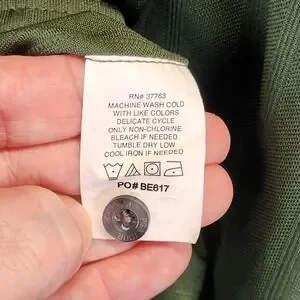 RN# 37763
MACHINE WASH COLD
WITH LIKE COLORS
DELICATE CYCLE
ONLY NON-CHLORINE
BLEACH IF NEEDED
TUMBLE DRY LOW
COOL IRON IF NEEDED
PO# BE617